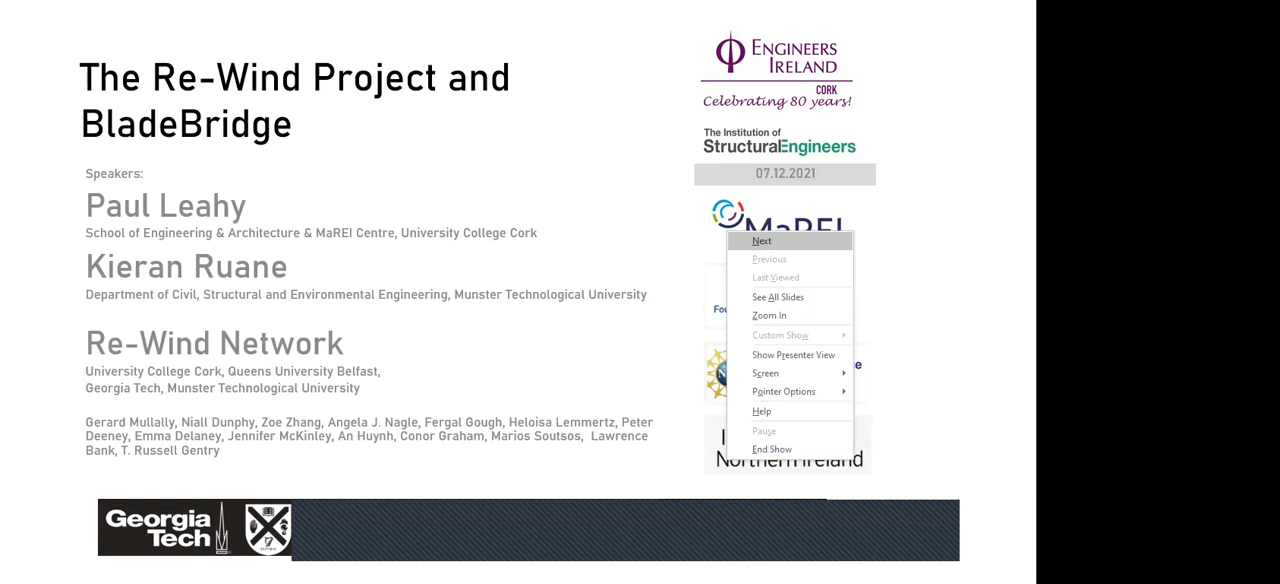 The Re-Wind Project and
BladeBridge
Speakers:
Paul Leahy
School of Engineering & Architecture & MaREI Centre, University College Cork
Kieran Ruane
Department of Civil, Structural and Environmental Engineering, Munster Technological University
Re-Wind Network
University College Cork, Queens University Belfast,
Georgia Tech, Munster Technological University
Gerard Mullally, Niall Dunphy, Zoe Zhang, Angela J. Nagle, Fergal Gough, Heloisa Lemmertz, Peter
Deeney, Emma Delaney, Jennifer McKinley, An Huynh, Conor Graham, Marios Soutsos, Lawrence
Bank, T. Russell Gentry
ENGINEERS
IRELAND
CORK
Celebrating 80 years!
The Institution of
StructuralEngineers
07.12.2021
MaREI
Next
Previous
Last Viewed
See All Slides
Zoom In
Custom Show
Show Presenter View
Screen
Pointer Options
Help
Pause
End Show
Northern Ireland
Georgia
Tech